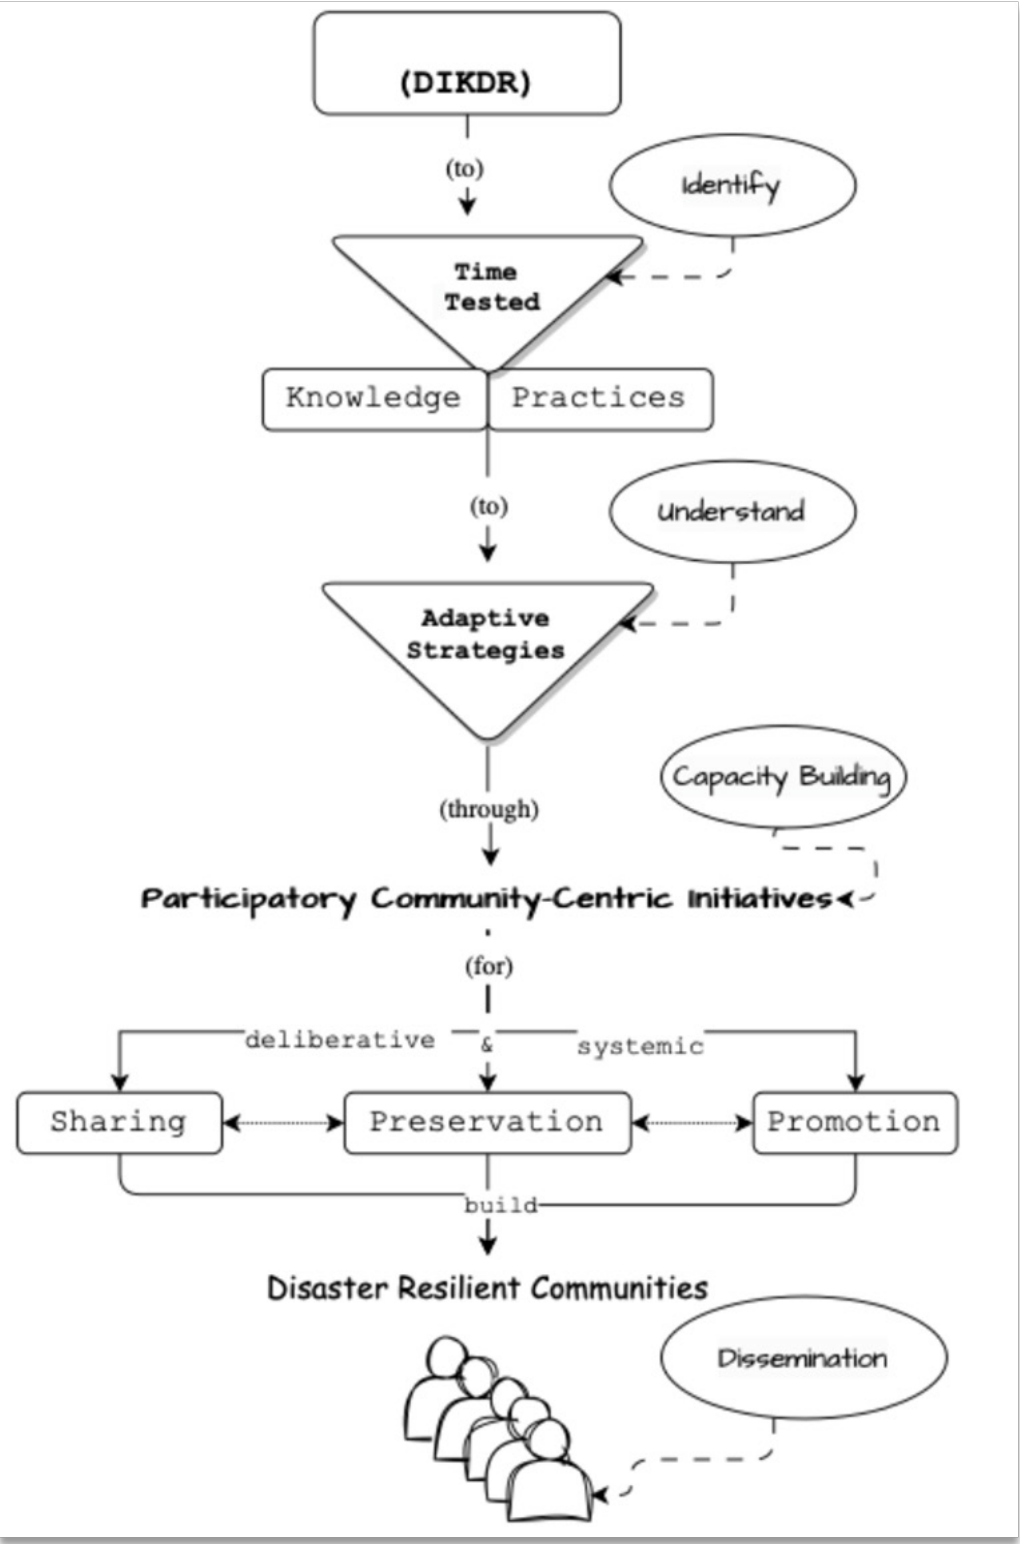 (DIKDR)
(to)
Identify
Time
Tested
Knowledge Practices
(to)
Understand
Adaptive
Strategies
Capacity Building
(through)
Participatory Community-Centric Initiatives
(for)
deliberative & systemic
Sharing Preservation Promotion
build
Disaster Resilient Communities
Dissemination